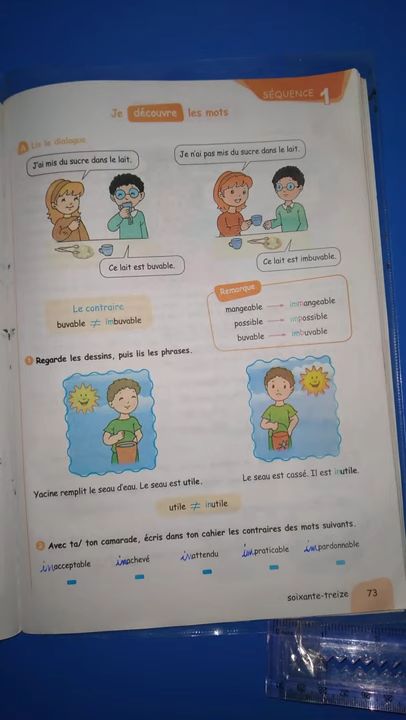 SÉQUENCE 1
Je découvre les mots
A Lis le dialogue.
J'ai mis du sucre dans le lait.
Je n'ai pas mis du sucre dans le lait.
Ce lait est buvable.
Ce lait est imbuvable.
Le contraire
buvable ≠ imbuvable
Remarque
mangeable → immangeable
possible → impossible
buvable → imbuvable
1 Regarde les dessins, puis lis les phrases.
Yacine remplit le seau d'eau. Le seau est utile.
Le seau est cassé. Il est inutile.
utile ≠ inutile
2 Avec ta/ ton camarade, écris dans ton cahier les contraires des mots suivants.
inacceptable inachevé inattendu impraticable impardonnable
soixante-treize 73